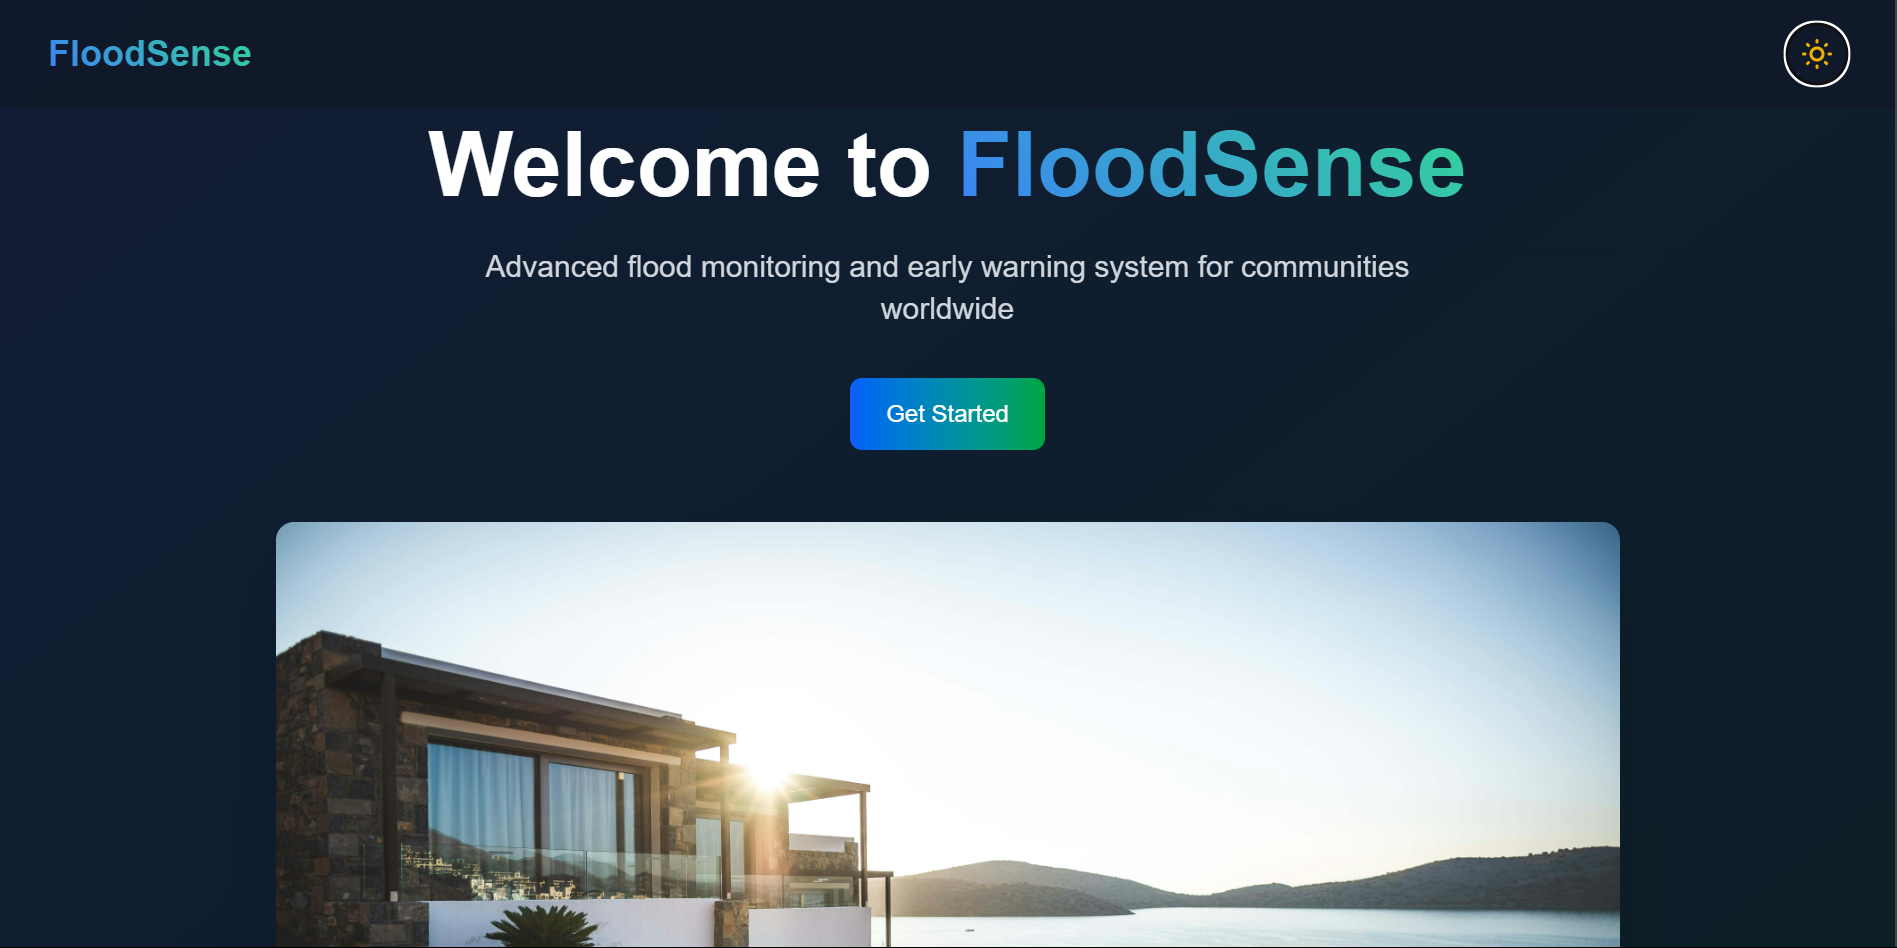 FloodSense
Welcome to FloodSense
Advanced flood monitoring and early warning system for communities
worldwide
Get Started